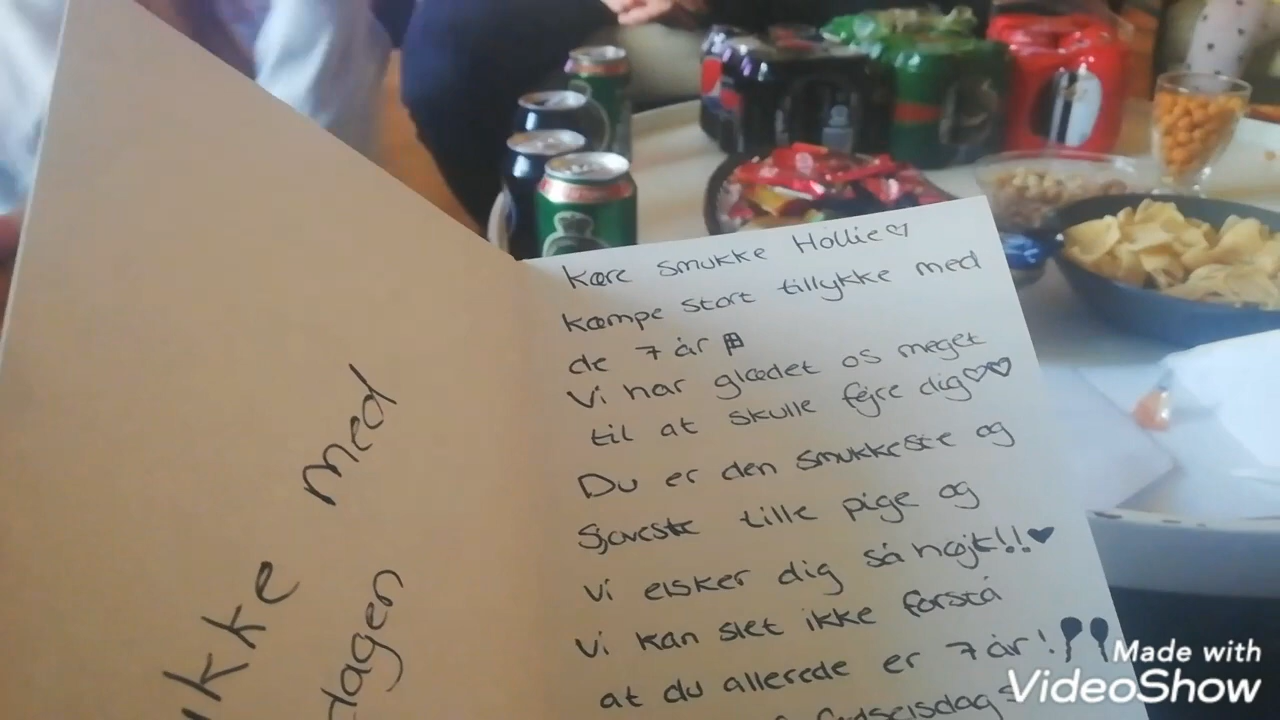 med
Kære smukke Hollie♡
Kæmpe stort tillykke med
de 7 år
Vi har glædet os meget
til at skulle fejre dig♡♡
Du er den smukkeste og
sjoveste lille pige og
vi elsker dig så højt!!♥
Vi kan slet ikke forstå
at du allerede er 7 år!
Made with
VideoShow